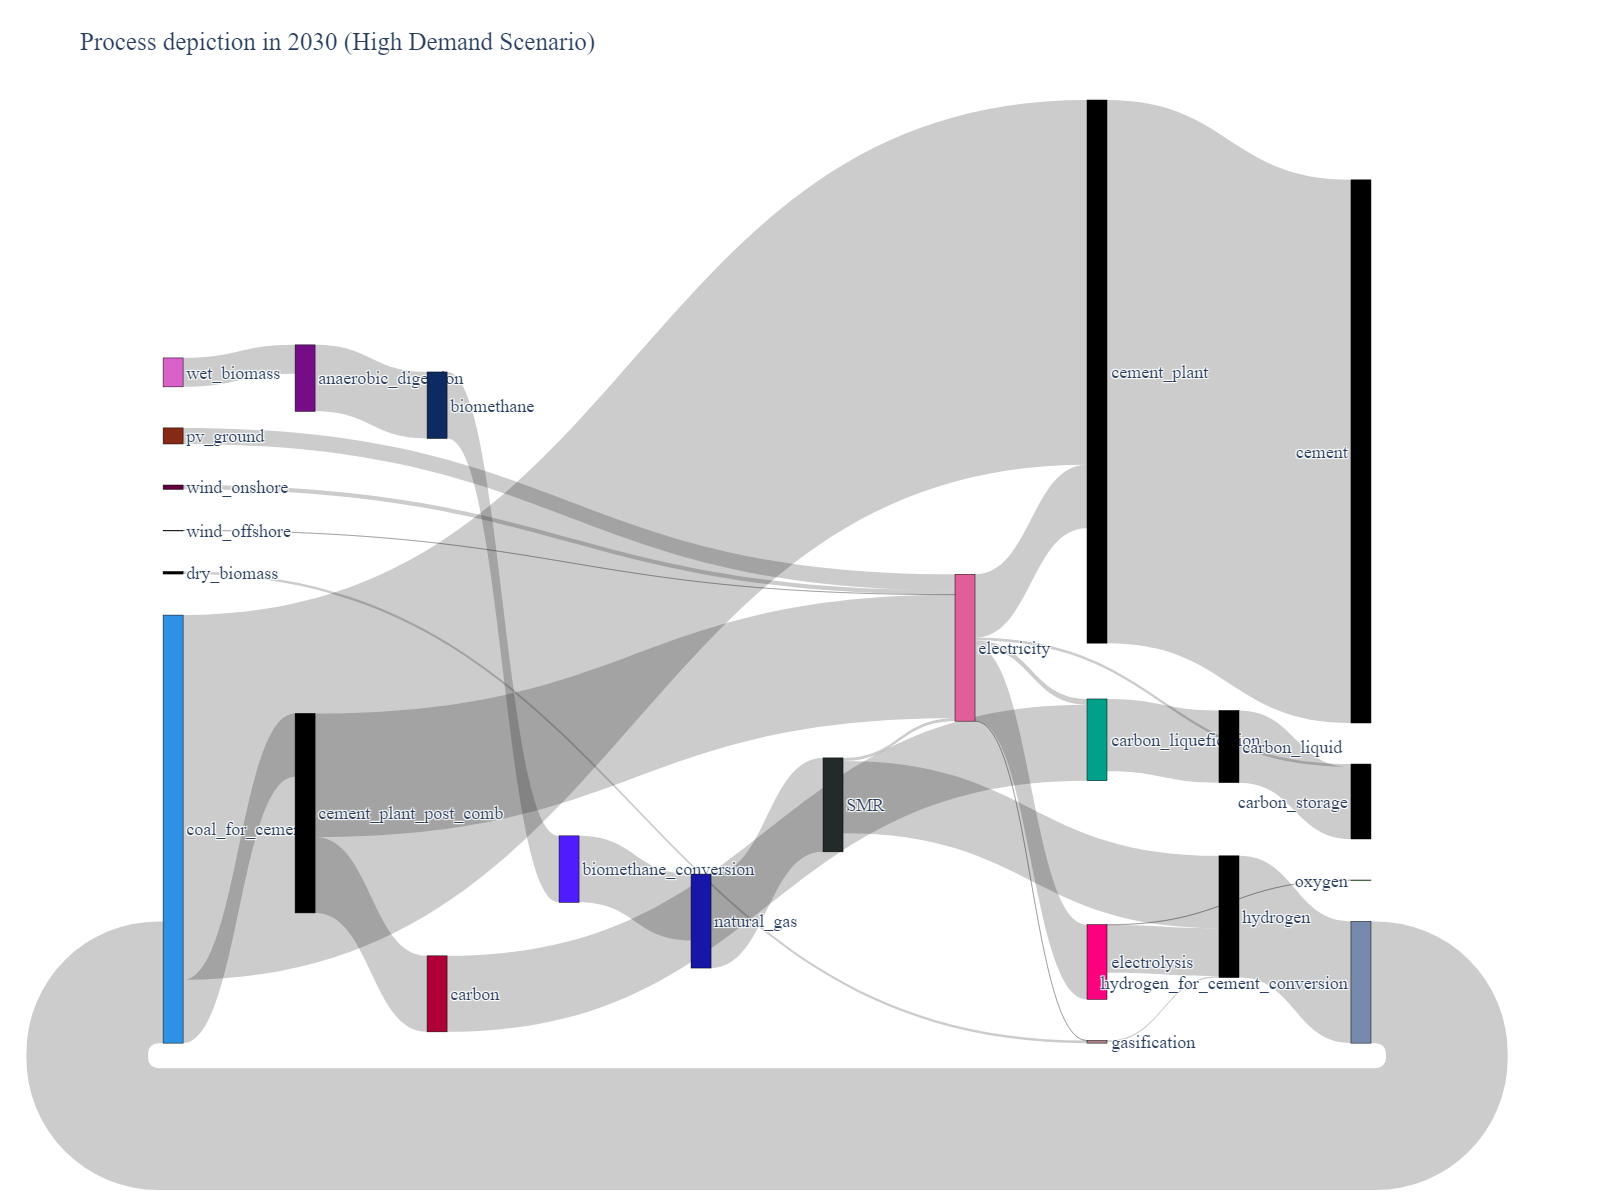 Process depiction in 2030 (High Demand Scenario)
cement_plant
cement
wet_biomass
anaerobic_digestion
biomethane
pv_ground
wind_onshore
wind_offshore
dry_biomass
electricity
coal_for_cement
cement_plant_post_comb
carbon_liquefication
carbon_liquid
SMR
carbon_storage
biomethane_conversion
oxygen
natural_gas
hydrogen
electrolysis
carbon
hydrogen_for_cement_conversion
gasification